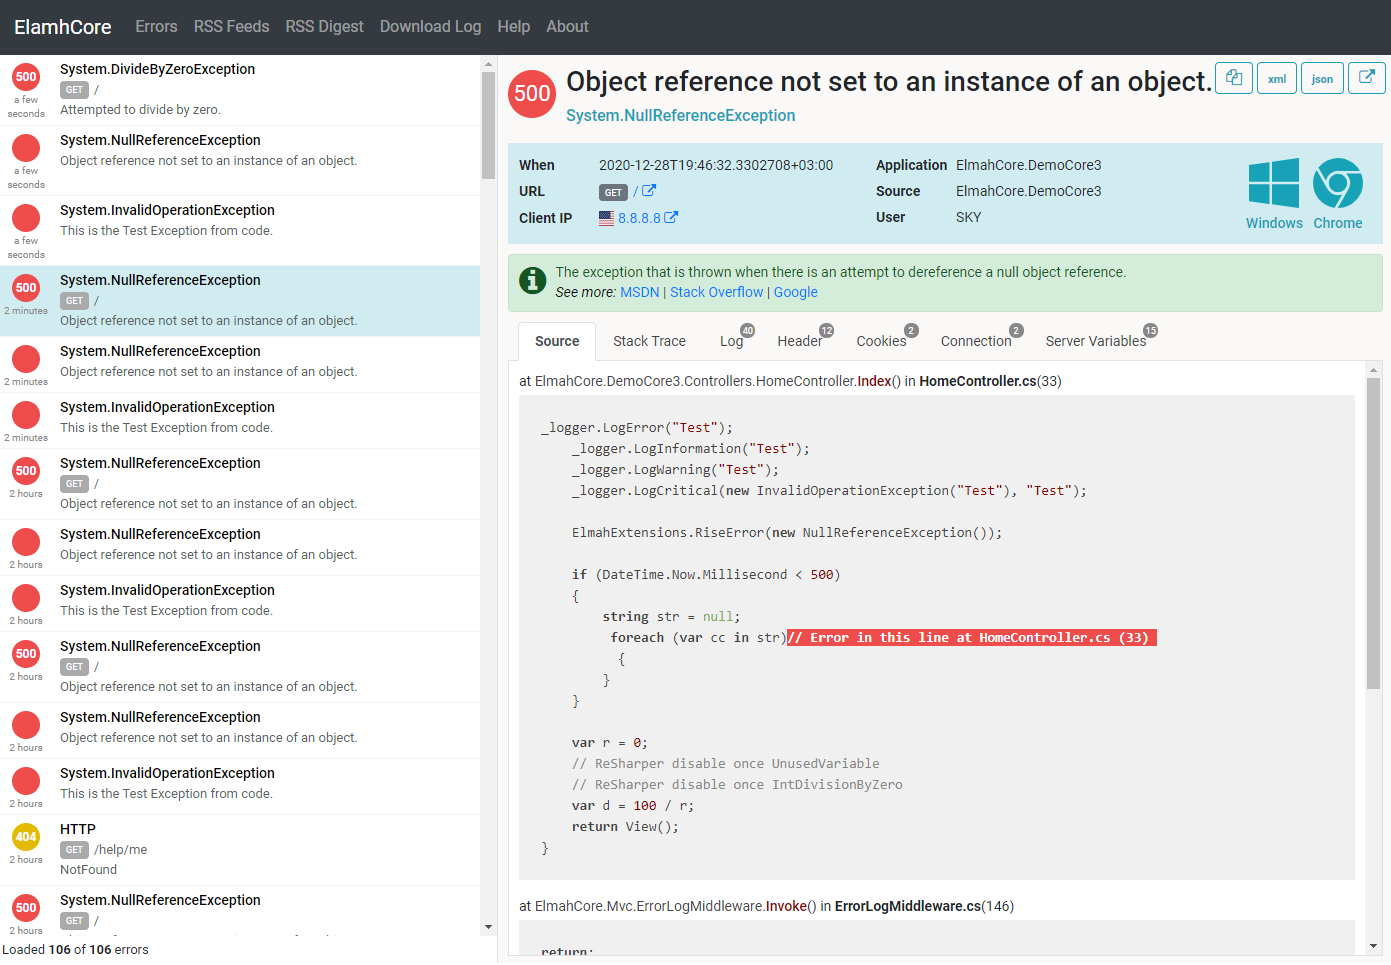 ElamhCore Errors RSS Feeds RSS Digest Download Log Help About
500 System.DivideByZeroException
GET /
a few seconds
Attempted to divide by zero.
System.NullReferenceException
Object reference not set to an instance of an object.
a few seconds
System.InvalidOperationException
This is the Test Exception from code.
a few seconds
500 System.NullReferenceException
GET /
2 minutes
Object reference not set to an instance of an object.
System.NullReferenceException
Object reference not set to an instance of an object.
2 minutes
System.InvalidOperationException
This is the Test Exception from code.
2 minutes
500 System.NullReferenceException
GET /
2 hours
Object reference not set to an instance of an object.
System.NullReferenceException
Object reference not set to an instance of an object.
2 hours
System.InvalidOperationException
This is the Test Exception from code.
2 hours
500 System.NullReferenceException
GET /
2 hours
Object reference not set to an instance of an object.
System.NullReferenceException
Object reference not set to an instance of an object.
2 hours
System.InvalidOperationException
This is the Test Exception from code.
2 hours
404 HTTP
GET /help/me
2 hours
NotFound
500 System.NullReferenceException
GET /
2 hours
Loaded 106 of 106 errors
500 Object reference not set to an instance of an object.
xml json
System.NullReferenceException
When 2020-12-28T19:46:32.3302708+03:00 Application ElmahCore.DemoCore3
URL GET / Source ElmahCore.DemoCore3
Client IP 8.8.8.8 User SKY
Windows Chrome
The exception that is thrown when there is an attempt to dereference a null object reference.
See more: MSDN | Stack Overflow | Google
Source Stack Trace Log 40 Header 12 Cookies 2 Connection 2 Server Variables 15
at ElmahCore.DemoCore3.Controllers.HomeController.Index() in HomeController.cs(33)
_logger.LogError("Test");
_logger.LogInformation("Test");
_logger.LogWarning("Test");
_logger.LogCritical(new InvalidOperationException("Test"), "Test");
ElmahExtensions.RiseError(new NullReferenceException());
if (DateTime.Now.Millisecond < 500)
{
string str = null;
foreach (var cc in str)// Error in this line at HomeController.cs (33)
{
}
}
var r = 0;
// ReSharper disable once UnusedVariable
// ReSharper disable once IntDivisionByZero
var d = 100 / r;
return View();
}
at ElmahCore.Mvc.ErrorLogMiddleware.Invoke() in ErrorLogMiddleware.cs(146)
return;